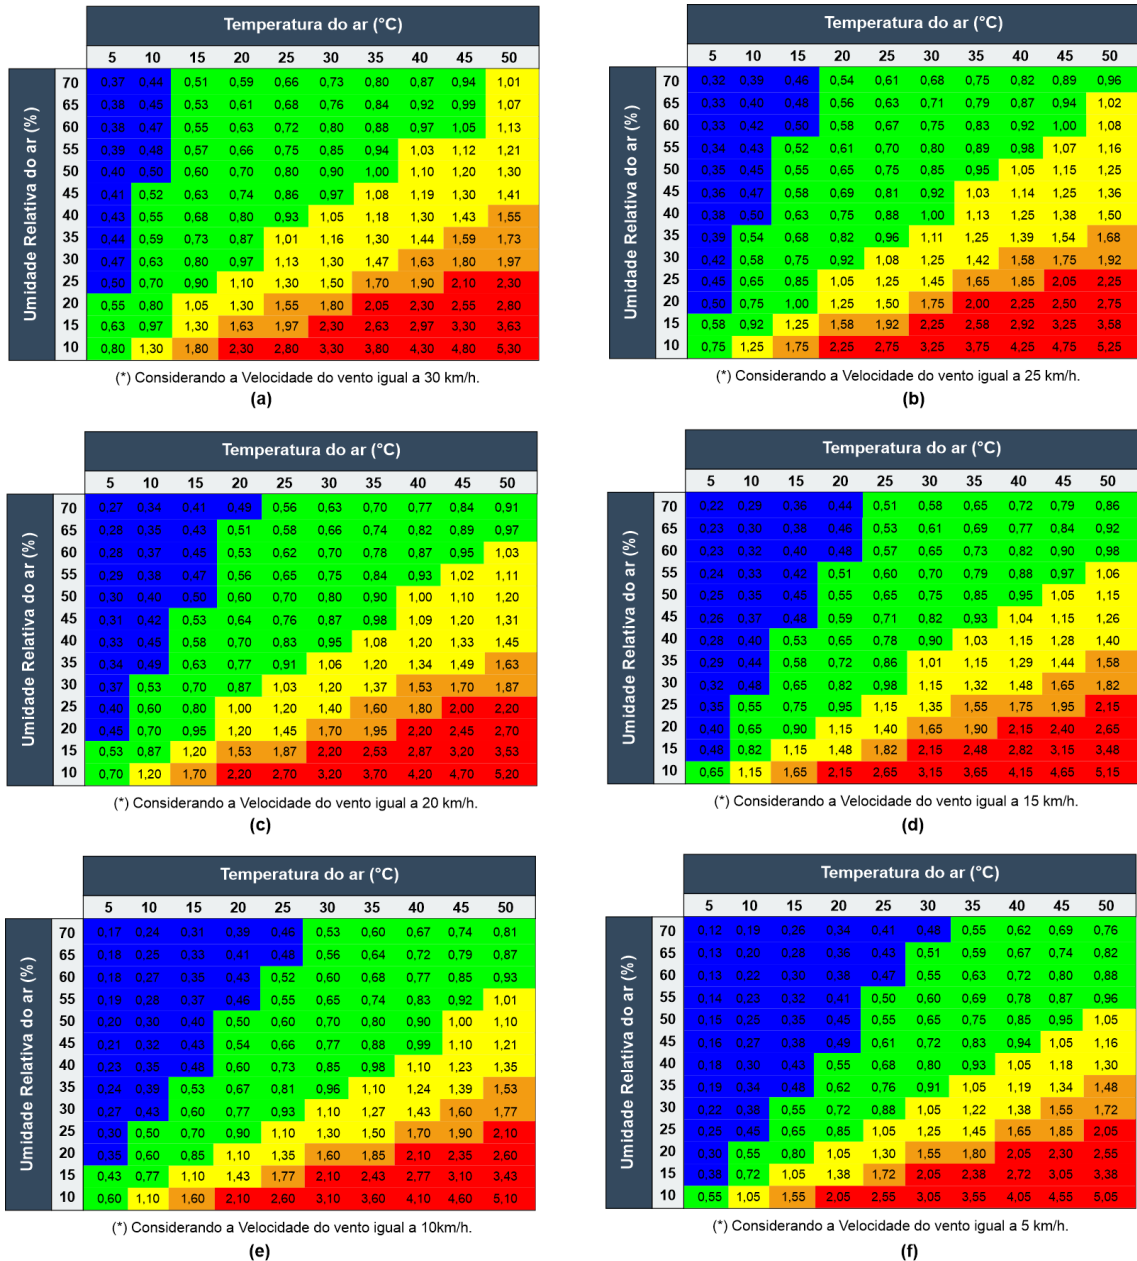 Temperatura do ar (°C)
5 10 15 20 25 30 35 40 45 50
Umidade Relativa do ar (%)
70 0,37 0,44 0,51 0,59 0,66 0,73 0,80 0,87 0,94 1,01
65 0,38 0,45 0,53 0,61 0,68 0,76 0,84 0,92 0,99 1,07
60 0,38 0,47 0,55 0,63 0,72 0,80 0,88 0,97 1,05 1,13
55 0,39 0,48 0,57 0,66 0,75 0,85 0,94 1,03 1,12 1,21
50 0,40 0,50 0,60 0,70 0,80 0,90 1,00 1,10 1,20 1,30
45 0,41 0,52 0,63 0,74 0,86 0,97 1,08 1,19 1,30 1,41
40 0,43 0,55 0,68 0,80 0,93 1,05 1,18 1,30 1,43 1,55
35 0,44 0,59 0,73 0,87 1,01 1,16 1,30 1,44 1,59 1,73
30 0,47 0,63 0,80 0,97 1,13 1,30 1,47 1,63 1,80 1,97
25 0,50 0,70 0,90 1,10 1,30 1,50 1,70 1,90 2,10 2,30
20 0,55 0,80 1,05 1,30 1,55 1,80 2,05 2,30 2,55 2,80
15 0,63 0,97 1,30 1,63 1,97 2,30 2,63 2,97 3,30 3,63
10 0,80 1,30 1,80 2,30 2,80 3,30 3,80 4,30 4,80 5,30
(*) Considerando a Velocidade do vento igual a 30 km/h.
(a)
Temperatura do ar (°C)
5 10 15 20 25 30 35 40 45 50
Umidade Relativa do ar (%)
70 0,32 0,39 0,46 0,54 0,61 0,68 0,75 0,82 0,89 0,96
65 0,33 0,40 0,48 0,56 0,63 0,71 0,79 0,87 0,94 1,02
60 0,33 0,42 0,50 0,58 0,67 0,75 0,83 0,92 1,00 1,08
55 0,34 0,43 0,52 0,61 0,70 0,80 0,89 0,98 1,07 1,16
50 0,35 0,45 0,55 0,65 0,75 0,85 0,95 1,05 1,15 1,25
45 0,36 0,47 0,58 0,69 0,81 0,92 1,03 1,14 1,25 1,36
40 0,38 0,50 0,63 0,75 0,88 1,00 1,13 1,25 1,38 1,50
35 0,39 0,54 0,68 0,82 0,96 1,11 1,25 1,39 1,54 1,68
30 0,42 0,58 0,75 0,92 1,08 1,25 1,42 1,58 1,75 1,92
25 0,45 0,65 0,85 1,05 1,25 1,45 1,65 1,85 2,05 2,25
20 0,50 0,75 1,00 1,25 1,50 1,75 2,00 2,25 2,50 2,75
15 0,58 0,92 1,25 1,58 1,92 2,25 2,58 2,92 3,25 3,58
10 0,75 1,25 1,75 2,25 2,75 3,25 3,75 4,25 4,75 5,25
(*) Considerando a Velocidade do vento igual a 25 km/h.
(b)
Temperatura do ar (°C)
5 10 15 20 25 30 35 40 45 50
Umidade Relativa do ar (%)
70 0,27 0,34 0,41 0,49 0,56 0,63 0,70 0,77 0,84 0,91
65 0,28 0,35 0,43 0,51 0,58 0,66 0,74 0,82 0,89 0,97
60 0,28 0,37 0,45 0,53 0,62 0,70 0,78 0,87 0,95 1,03
55 0,29 0,38 0,47 0,56 0,65 0,75 0,84 0,93 1,02 1,11
50 0,30 0,40 0,50 0,60 0,70 0,80 0,90 1,00 1,10 1,20
45 0,31 0,42 0,53 0,64 0,76 0,87 0,98 1,09 1,20 1,31
40 0,33 0,45 0,58 0,70 0,83 0,95 1,08 1,20 1,33 1,45
35 0,34 0,49 0,63 0,77 0,91 1,06 1,20 1,34 1,49 1,63
30 0,37 0,53 0,70 0,87 1,03 1,20 1,37 1,53 1,70 1,87
25 0,40 0,60 0,80 1,00 1,20 1,40 1,60 1,80 2,00 2,20
20 0,45 0,70 0,95 1,20 1,45 1,70 1,95 2,20 2,45 2,70
15 0,53 0,87 1,20 1,53 1,87 2,20 2,53 2,87 3,20 3,53
10 0,70 1,20 1,70 2,20 2,70 3,20 3,70 4,20 4,70 5,20
(*) Considerando a Velocidade do vento igual a 20 km/h.
(c)
Temperatura do ar (°C)
5 10 15 20 25 30 35 40 45 50
Umidade Relativa do ar (%)
70 0,22 0,29 0,36 0,44 0,51 0,58 0,65 0,72 0,79 0,86
65 0,23 0,30 0,38 0,46 0,53 0,61 0,69 0,77 0,84 0,92
60 0,23 0,32 0,40 0,48 0,57 0,65 0,73 0,82 0,90 0,98
55 0,24 0,33 0,42 0,51 0,60 0,70 0,79 0,88 0,97 1,06
50 0,25 0,35 0,45 0,55 0,65 0,75 0,85 0,95 1,05 1,15
45 0,26 0,37 0,48 0,59 0,71 0,82 0,93 1,04 1,15 1,26
40 0,28 0,40 0,53 0,65 0,78 0,90 1,03 1,15 1,28 1,40
35 0,29 0,44 0,58 0,72 0,86 1,01 1,15 1,29 1,44 1,58
30 0,32 0,48 0,65 0,82 0,98 1,15 1,32 1,48 1,65 1,82
25 0,35 0,55 0,75 0,95 1,15 1,35 1,55 1,75 1,95 2,15
20 0,40 0,65 0,90 1,15 1,40 1,65 1,90 2,15 2,40 2,65
15 0,48 0,82 1,15 1,48 1,82 2,15 2,48 2,82 3,15 3,48
10 0,65 1,15 1,65 2,15 2,65 3,15 3,65 4,15 4,65 5,15
(*) Considerando a Velocidade do vento igual a 15 km/h.
(d)
Temperatura do ar (°C)
5 10 15 20 25 30 35 40 45 50
Umidade Relativa do ar (%)
70 0,17 0,24 0,31 0,39 0,46 0,53 0,60 0,67 0,74 0,81
65 0,18 0,25 0,33 0,41 0,48 0,56 0,64 0,72 0,79 0,87
60 0,18 0,27 0,35 0,43 0,52 0,60 0,68 0,77 0,85 0,93
55 0,19 0,28 0,37 0,46 0,55 0,65 0,74 0,83 0,92 1,01
50 0,20 0,30 0,40 0,50 0,60 0,70 0,80 0,90 1,00 1,10
45 0,21 0,32 0,43 0,54 0,66 0,77 0,88 0,99 1,10 1,21
40 0,23 0,35 0,48 0,60 0,73 0,85 0,98 1,10 1,23 1,35
35 0,24 0,39 0,53 0,67 0,81 0,96 1,10 1,24 1,39 1,53
30 0,27 0,43 0,60 0,77 0,93 1,10 1,27 1,43 1,60 1,77
25 0,30 0,50 0,70 0,90 1,10 1,30 1,50 1,70 1,90 2,10
20 0,35 0,60 0,85 1,10 1,35 1,60 1,85 2,10 2,35 2,60
15 0,43 0,77 1,10 1,43 1,77 2,10 2,43 2,77 3,10 3,43
10 0,60 1,10 1,60 2,10 2,60 3,10 3,60 4,10 4,60 5,10
(*) Considerando a Velocidade do vento igual a 10km/h.
(e)
Temperatura do ar (°C)
5 10 15 20 25 30 35 40 45 50
Umidade Relativa do ar (%)
70 0,12 0,19 0,26 0,34 0,41 0,48 0,55 0,62 0,69 0,76
65 0,13 0,20 0,28 0,36 0,43 0,51 0,59 0,67 0,74 0,82
60 0,13 0,22 0,30 0,38 0,47 0,55 0,63 0,72 0,80 0,88
55 0,14 0,23 0,32 0,41 0,50 0,60 0,69 0,78 0,87 0,96
50 0,15 0,25 0,35 0,45 0,55 0,65 0,75 0,85 0,95 1,05
45 0,16 0,27 0,38 0,49 0,61 0,72 0,83 0,94 1,05 1,16
40 0,18 0,30 0,43 0,55 0,68 0,80 0,93 1,05 1,18 1,30
35 0,19 0,34 0,48 0,62 0,76 0,91 1,05 1,19 1,34 1,48
30 0,22 0,38 0,55 0,72 0,88 1,05 1,22 1,38 1,55 1,72
25 0,25 0,45 0,65 0,85 1,05 1,25 1,45 1,65 1,85 2,05
20 0,30 0,55 0,80 1,05 1,30 1,55 1,80 2,05 2,30 2,55
15 0,38 0,72 1,05 1,38 1,72 2,05 2,38 2,72 3,05 3,38
10 0,55 1,05 1,55 2,05 2,55 3,05 3,55 4,05 4,55 5,05
(*) Considerando a Velocidade do vento igual a 5 km/h.
(f)